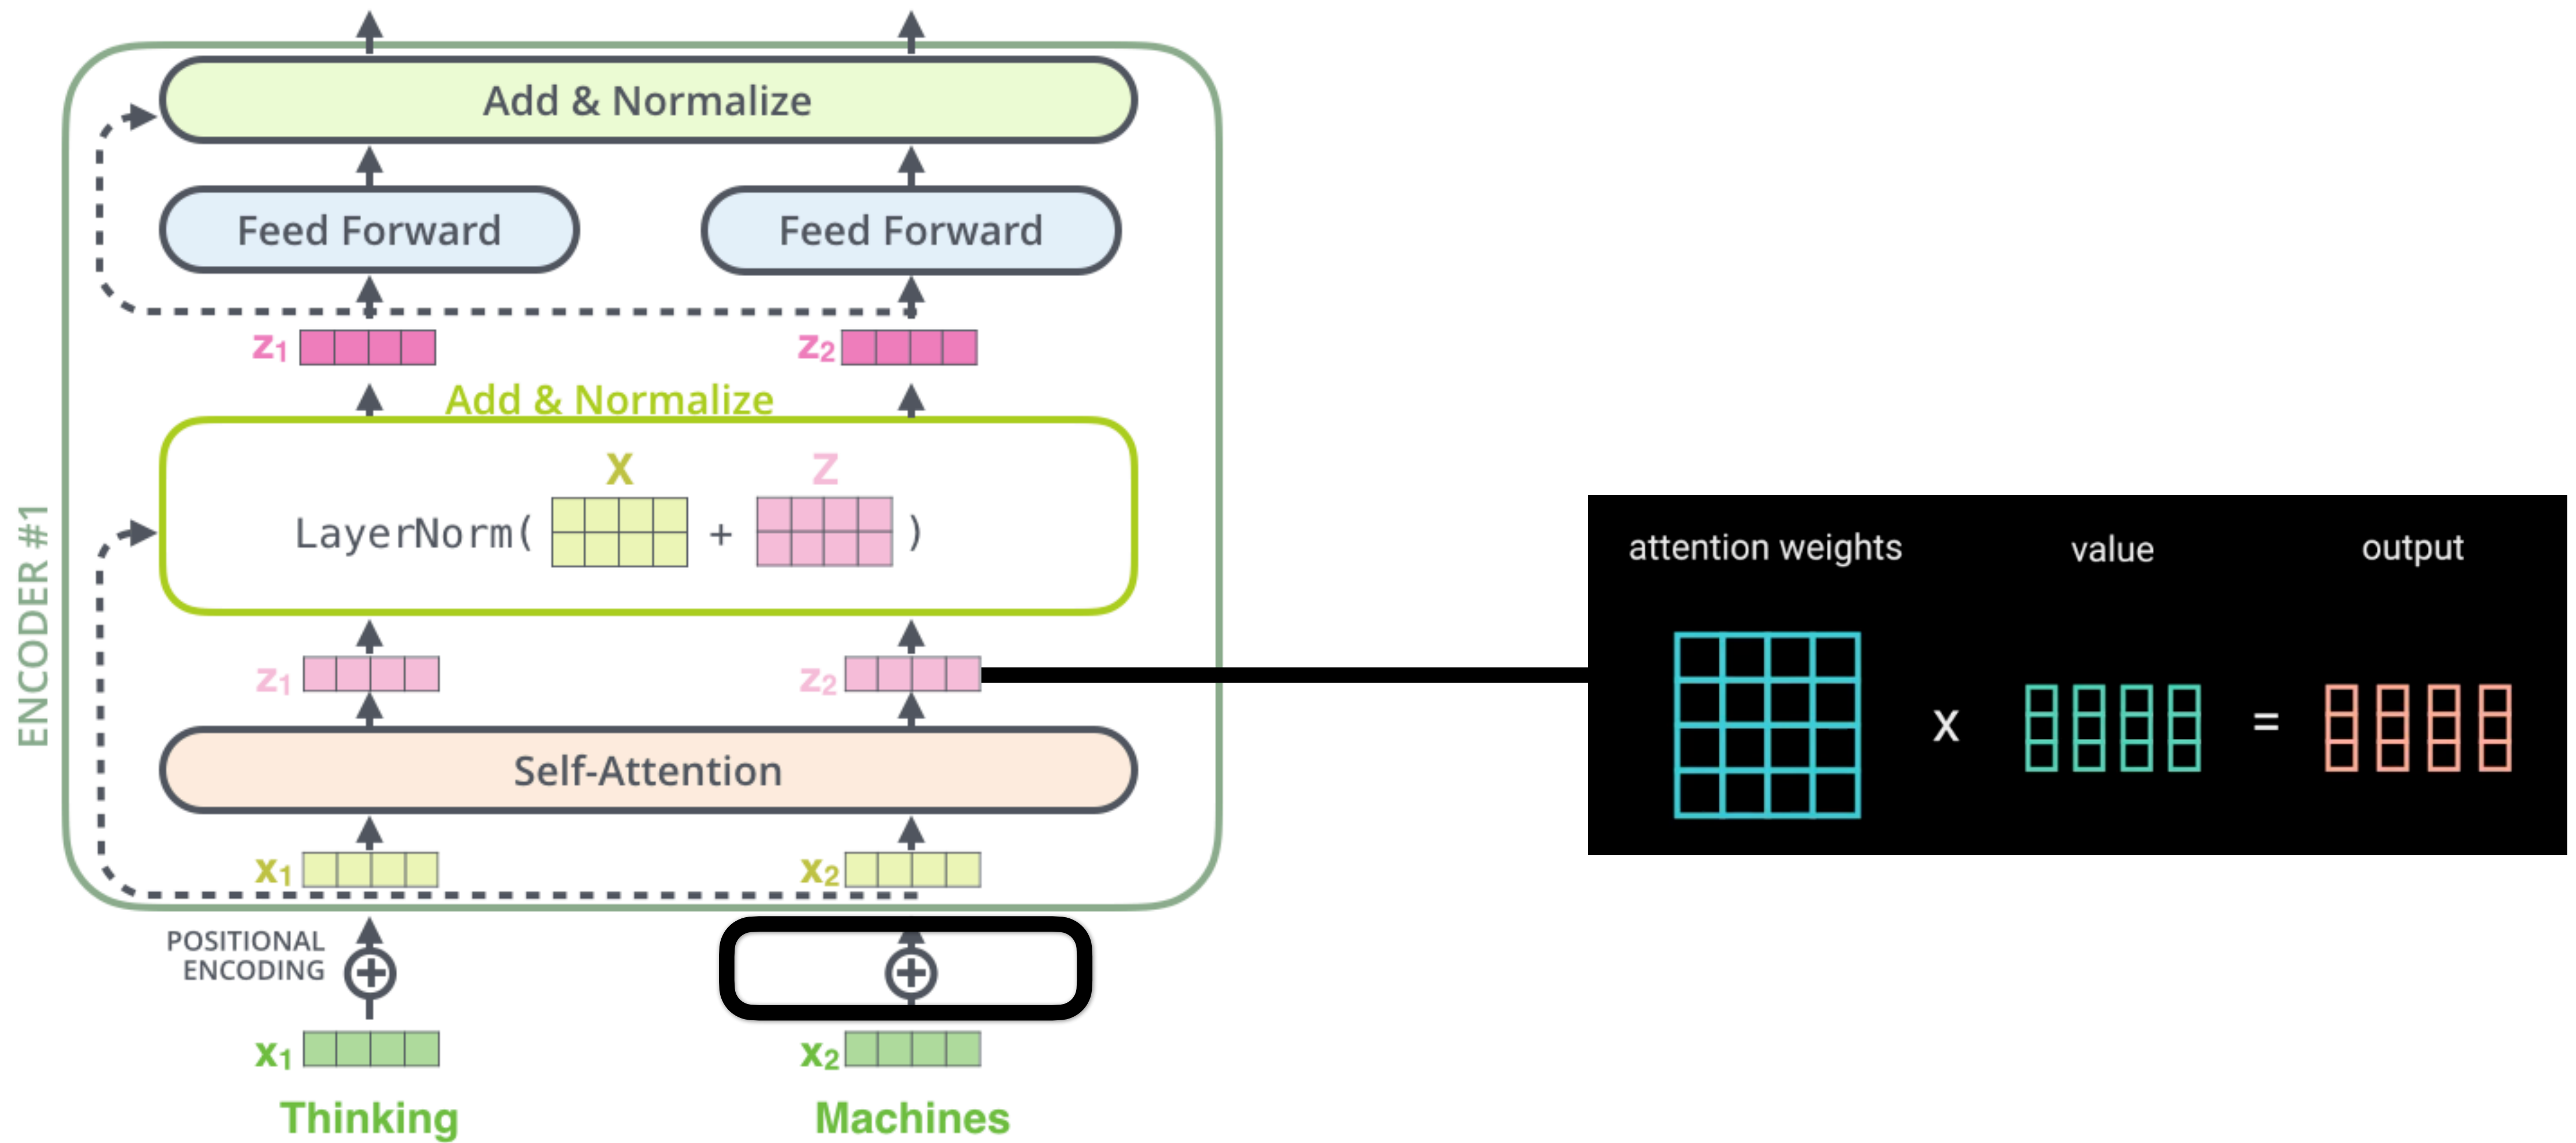 Add & Normalize
Feed Forward Feed Forward
z1 z2
Add & Normalize
X Z
LayerNorm( + )
z1 z2
Self-Attention
x1 x2
ENCODER #1
POSITIONAL
ENCODING
x1 x2
Thinking Machines
attention weights value output
x =